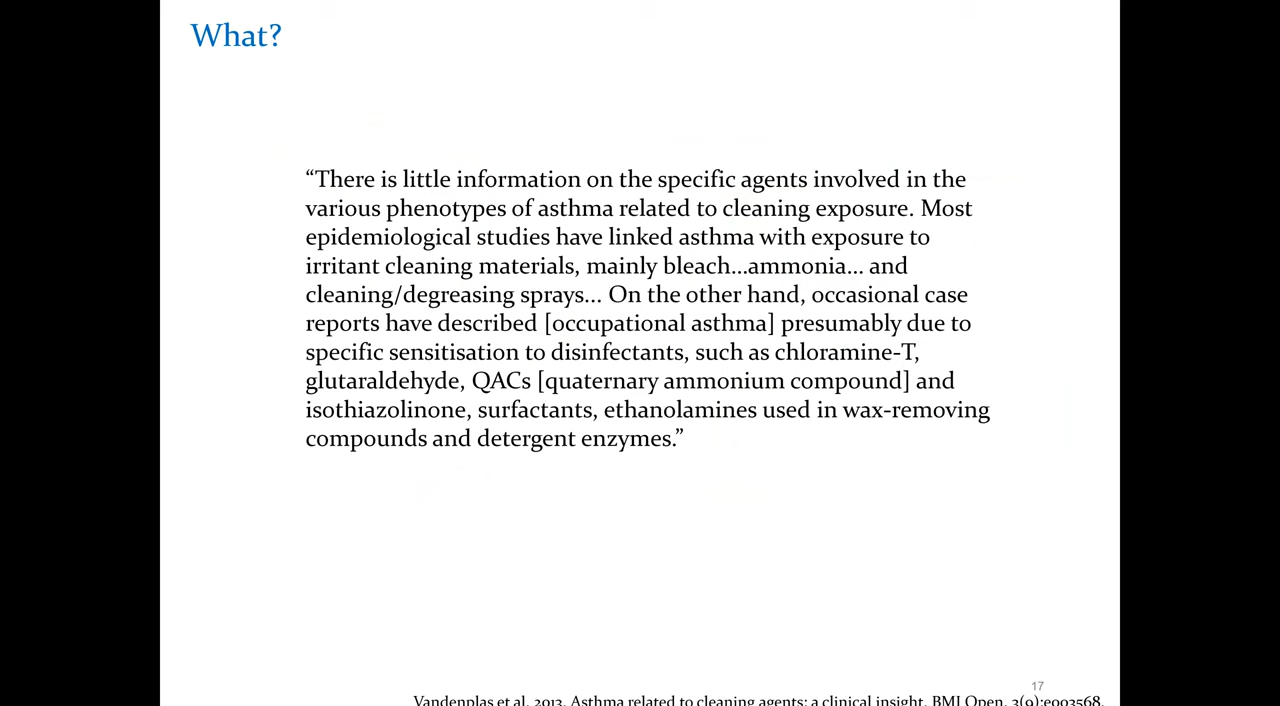 What?
“There is little information on the specific agents involved in the
various phenotypes of asthma related to cleaning exposure. Most
epidemiological studies have linked asthma with exposure to
irritant cleaning materials, mainly bleach...ammonia... and
cleaning/degreasing sprays... On the other hand, occasional case
reports have described [occupational asthma] presumably due to
specific sensitisation to disinfectants, such as chloramine-T,
glutaraldehyde, QACs [quaternary ammonium compound] and
isothiazolinone, surfactants, ethanolamines used in wax-removing
compounds and detergent enzymes.”
17
Vandenplas et al. 2013. Asthma related to cleaning agents: a clinical insight. BMJ Open. 3(9):e003568.